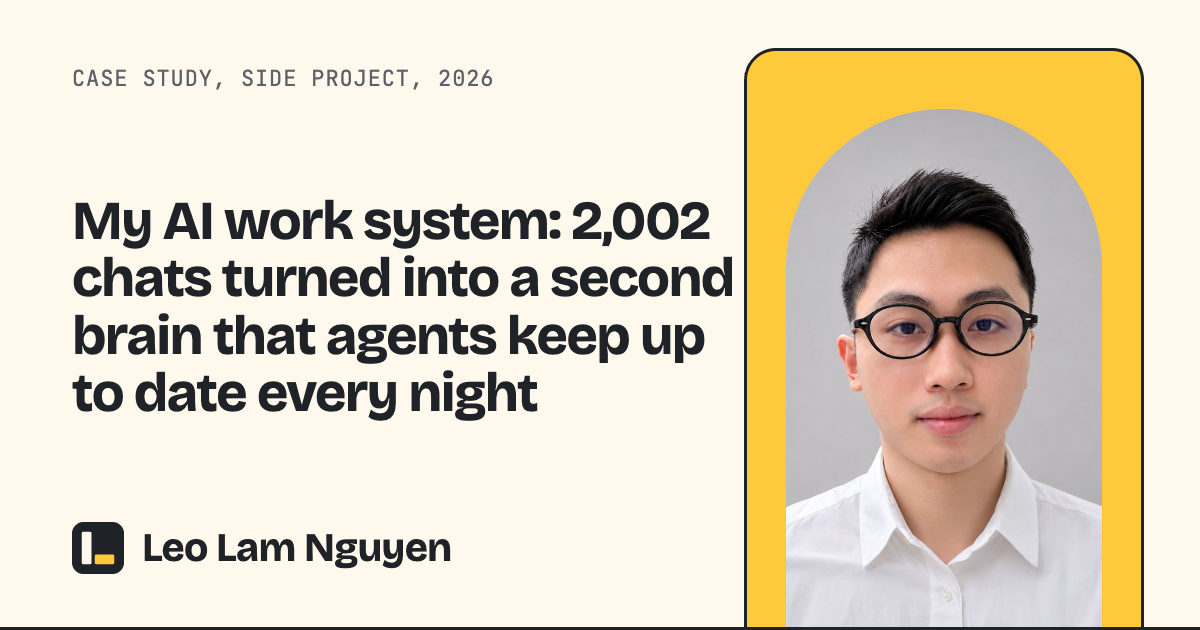 CASE STUDY, SIDE PROJECT, 2026
My AI work system: 2,002
chats turned into a second
brain that agents keep up
to date every night
Leo Lam Nguyen